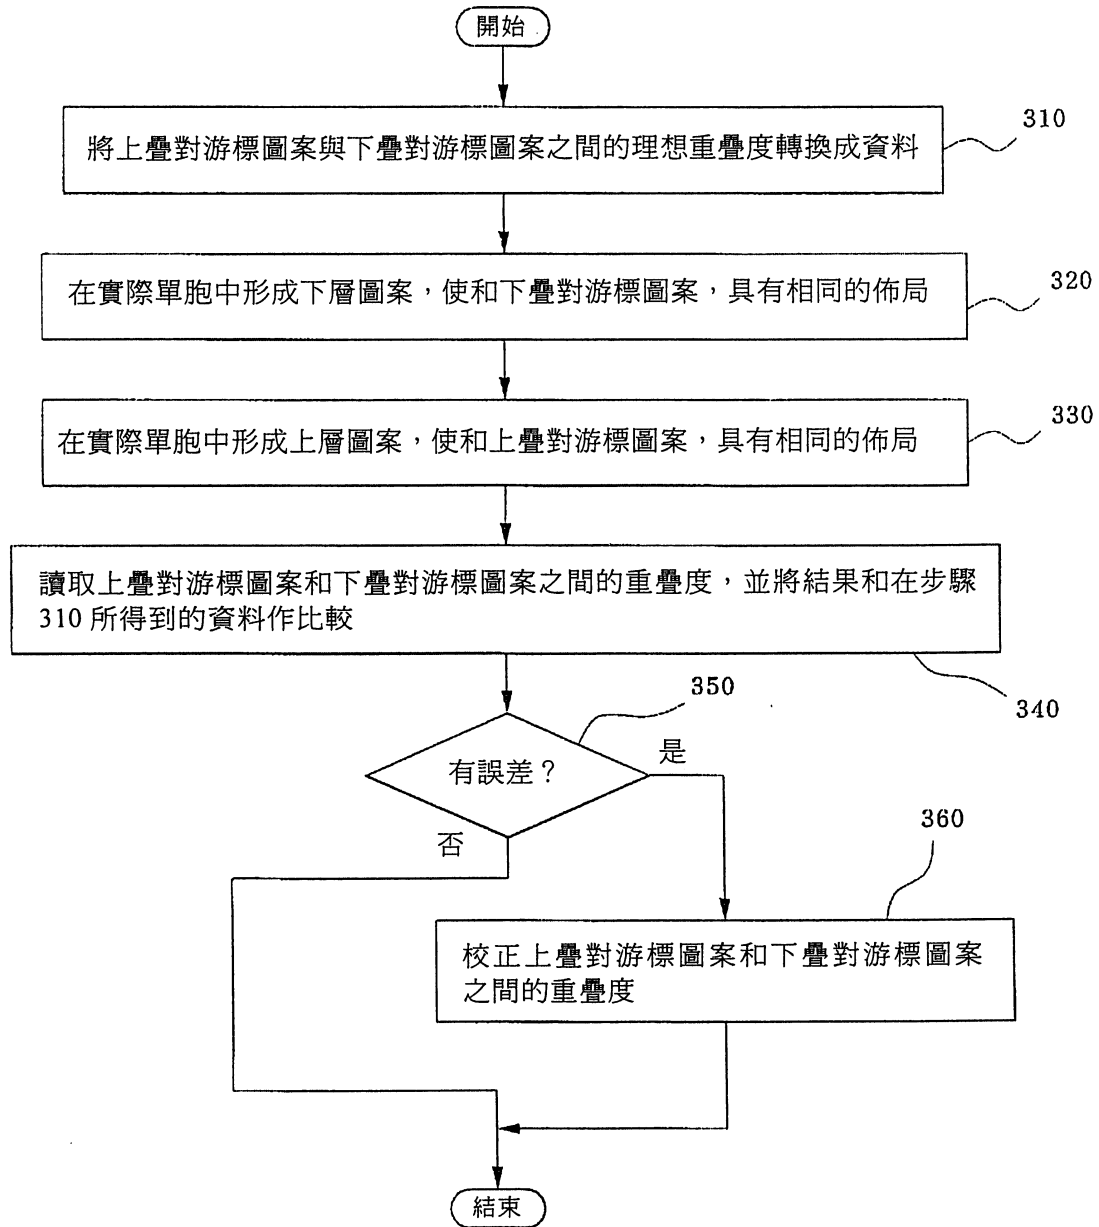 開始
310
將上疊對游標圖案與下疊對游標圖案之間的理想重疊度轉換成資料
320
在實際單胞中形成下層圖案，使和下疊對游標圖案，具有相同的佈局
330
在實際單胞中形成上層圖案，使和上疊對游標圖案，具有相同的佈局
讀取上疊對游標圖案和下疊對游標圖案之間的重疊度，並將結果和在步驟
310 所得到的資料作比較
340
350
有誤差？
是
否
360
校正上疊對游標圖案和下疊對游標圖案
之間的重疊度
結束